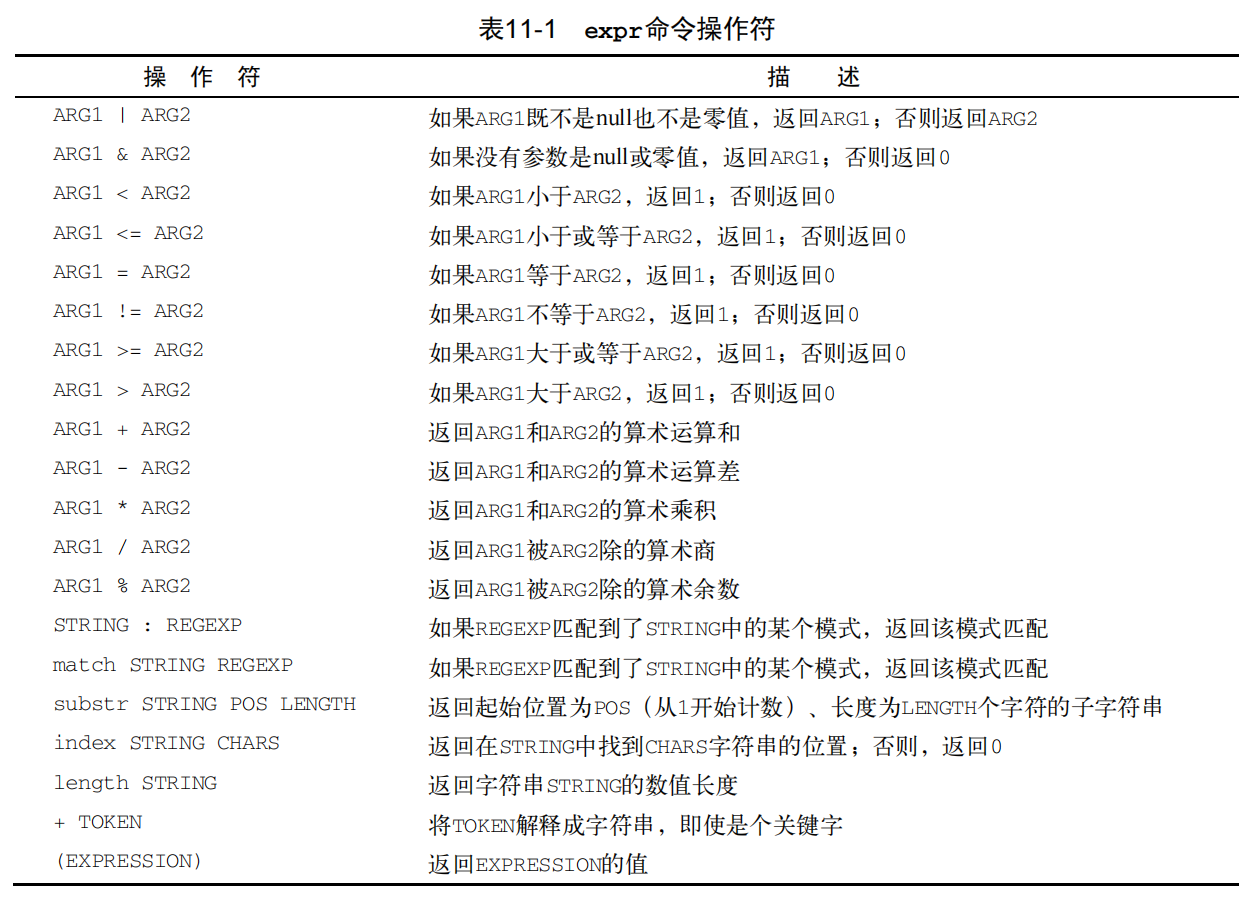 表11-1 expr命令操作符
操 作 符 描 述
ARG1 | ARG2 如果ARG1既不是null也不是零值，返回ARG1；否则返回ARG2
ARG1 & ARG2 如果没有参数是null或零值，返回ARG1；否则返回0
ARG1 < ARG2 如果ARG1小于ARG2，返回1；否则返回0
ARG1 <= ARG2 如果ARG1小于或等于ARG2，返回1；否则返回0
ARG1 = ARG2 如果ARG1等于ARG2，返回1；否则返回0
ARG1 != ARG2 如果ARG1不等于ARG2，返回1；否则返回0
ARG1 >= ARG2 如果ARG1大于或等于ARG2，返回1；否则返回0
ARG1 > ARG2 如果ARG1大于ARG2，返回1；否则返回0
ARG1 + ARG2 返回ARG1和ARG2的算术运算和
ARG1 - ARG2 返回ARG1和ARG2的算术运算差
ARG1 * ARG2 返回ARG1和ARG2的算术乘积
ARG1 / ARG2 返回ARG1被ARG2除的算术商
ARG1 % ARG2 返回ARG1被ARG2除的算术余数
STRING : REGEXP 如果REGEXP匹配到了STRING中的某个模式，返回该模式匹配
match STRING REGEXP 如果REGEXP匹配到了STRING中的某个模式，返回该模式匹配
substr STRING POS LENGTH 返回起始位置为POS（从1开始计数）、长度为LENGTH个字符的子字符串
index STRING CHARS 返回在STRING中找到CHARS字符串的位置；否则，返回0
length STRING 返回字符串STRING的数值长度
+ TOKEN 将TOKEN解释成字符串，即使是个关键字
(EXPRESSION) 返回EXPRESSION的值